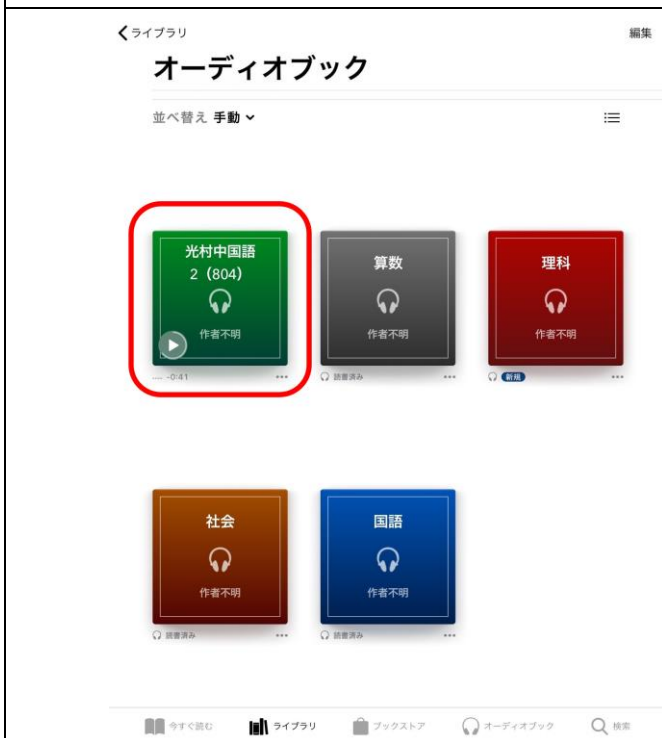 ライブラリ
編集
オーディオブック
並べ替え 手動
光村中国語
2（804）
作者不明
算数
作者不明
理科
作者不明
---- -0:41
読書済み
新規
社会
作者不明
国語
作者不明
読書済み
読書済み
今すぐ読む
ライブラリ
ブックストア
オーディオブック
検索